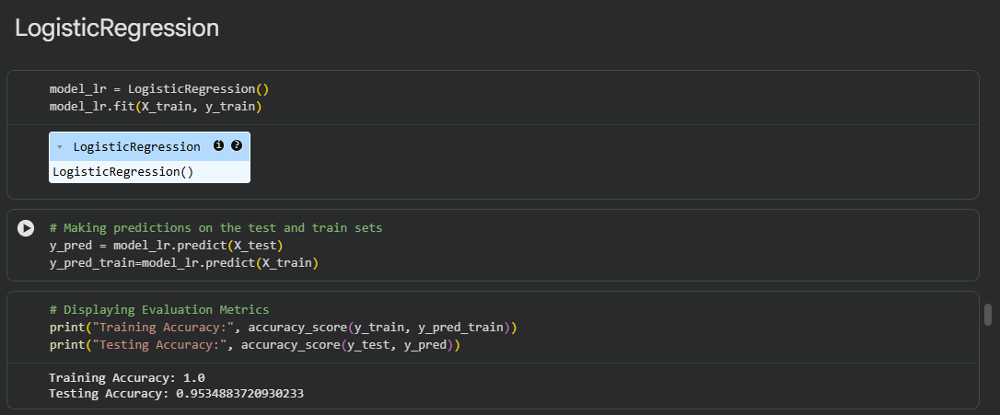 LogisticRegression
model_lr = LogisticRegression()
model_lr.fit(X_train, y_train)
LogisticRegression i ?
LogisticRegression()
# Making predictions on the test and train sets
y_pred = model_lr.predict(X_test)
y_pred_train=model_lr.predict(X_train)
# Displaying Evaluation Metrics
print("Training Accuracy:", accuracy_score(y_train, y_pred_train))
print("Testing Accuracy:", accuracy_score(y_test, y_pred))
Training Accuracy: 1.0
Testing Accuracy: 0.9534883720930233